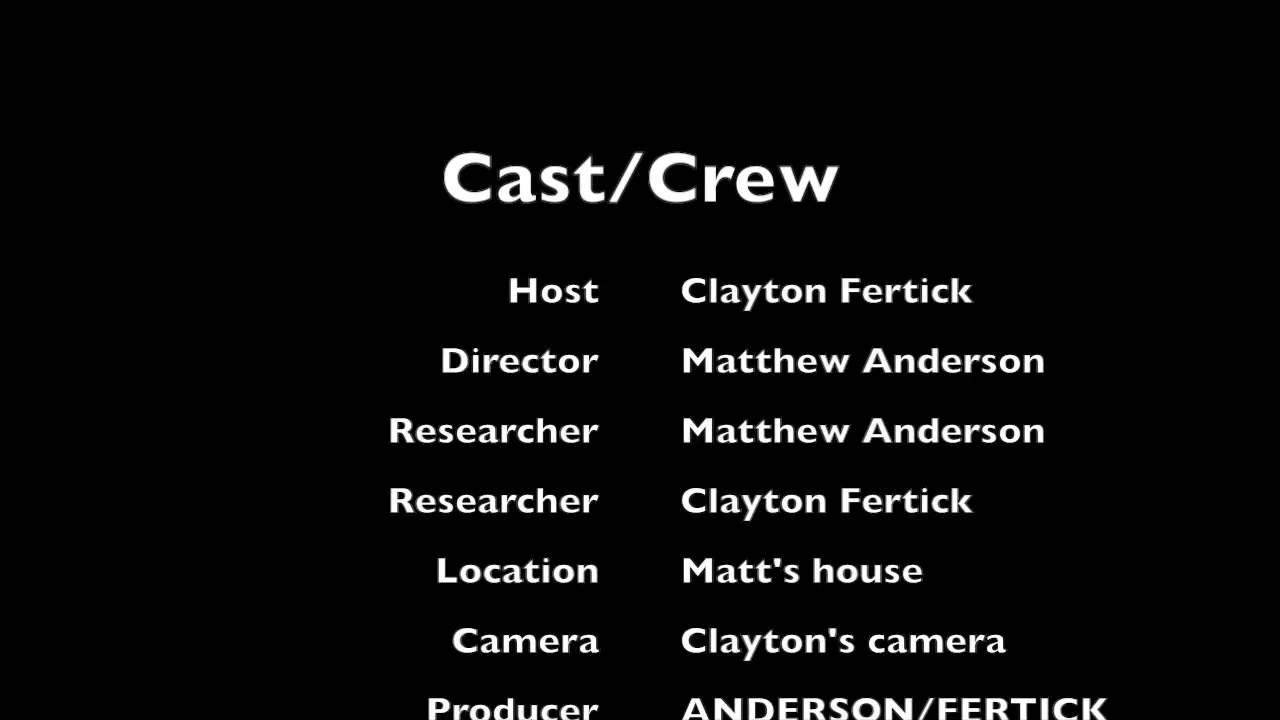 Cast/Crew
Host Clayton Fertick
Director Matthew Anderson
Researcher Matthew Anderson
Researcher Clayton Fertick
Location Matt's house
Camera Clayton's camera
Producer ANDERSON/FERTICK